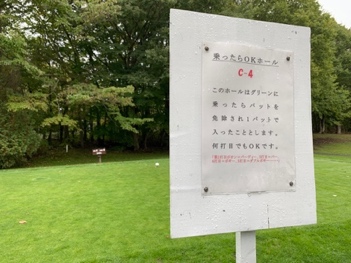 乗ったらOKホール
C-4
このホールはグリーンに
乗ったらパットを
免除され1パットで
入ったこととします。
何打目でもOKです。